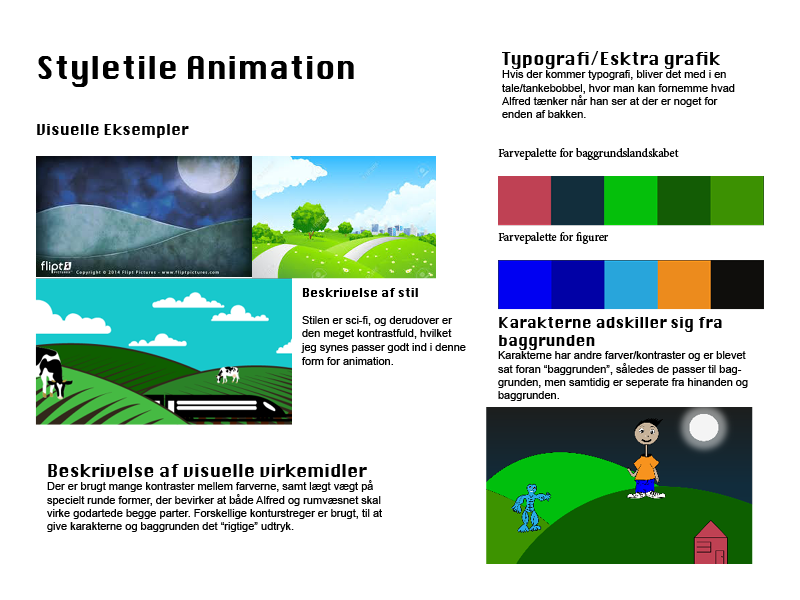 Styletile Animation
Visuelle Eksempler
flipt
PICTURES
Copyright © 2014 Flipt Pictures - www.fliptpictures.com
Beskrivelse af stil
Stilen er sci-fi, og derudover er
den meget kontrastfuld, hvilket
jeg synes passer godt ind i denne
form for animation.
Beskrivelse af visuelle virkemidler
Der er brugt mange kontraster mellem farverne, samt lægt vægt på
specielt runde former, der bevirker at både Alfred og rumvæsnet skal
virke godartede begge parter. Forskellige konturstreger er brugt, til at
give karakterne og baggrunden det “rigtige” udtryk.
Typografi/Esktra grafik
Hvis der kommer typografi, bliver det med i en
tale/tankebobbel, hvor man kan fornemme hvad
Alfred tænker når han ser at der er noget for
enden af bakken.
Farvepalette for baggrundslandskabet
Farvepalette for figurer
Karakterne adskiller sig fra
baggrunden
Karakterne har andre farver/kontraster og er blevet
sat foran “baggrunden”, således de passer til bag-
grunden, men samtidig er seperate fra hinanden og
baggrunden.